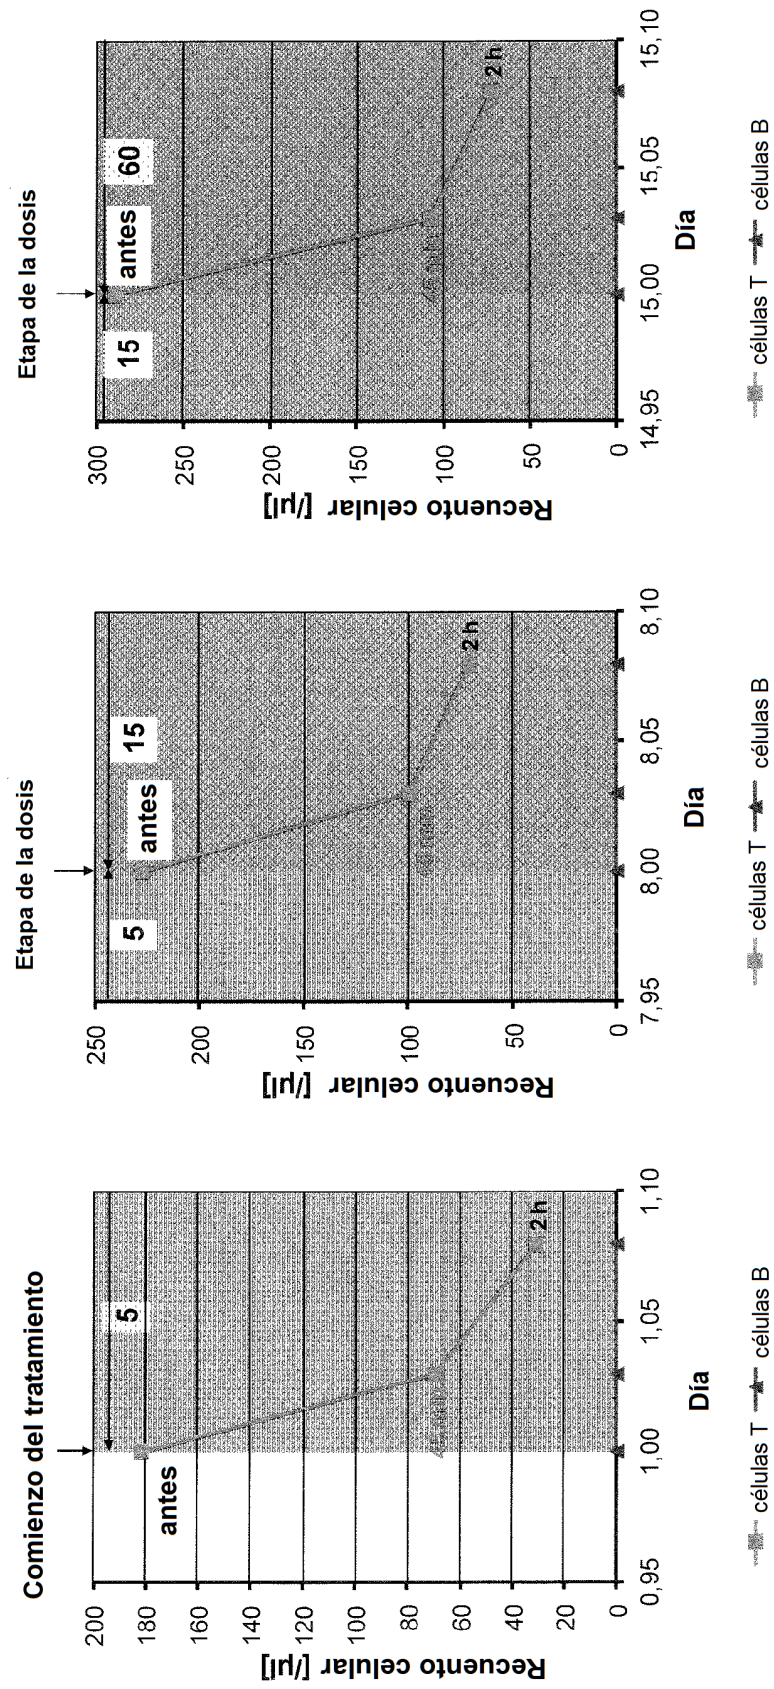 Comienzo del tratamiento
Recuento celular
[/µl]
200
180
160
140
120
100
80
60
40
20
0
5
antes
2 h
0,95
1,00
1,05
1,10
Día
células T
células B
Etapa de la dosis
Recuento celular
[/µl]
250
200
150
100
50
0
5
15
antes
2 h
7,95
8,00
8,05
8,10
Día
células T
células B
Etapa de la dosis
Recuento celular
[/µl]
300
250
200
150
100
50
0
15
60
antes
2 h
14,95
15,00
15,05
15,10
Día
células T
células B